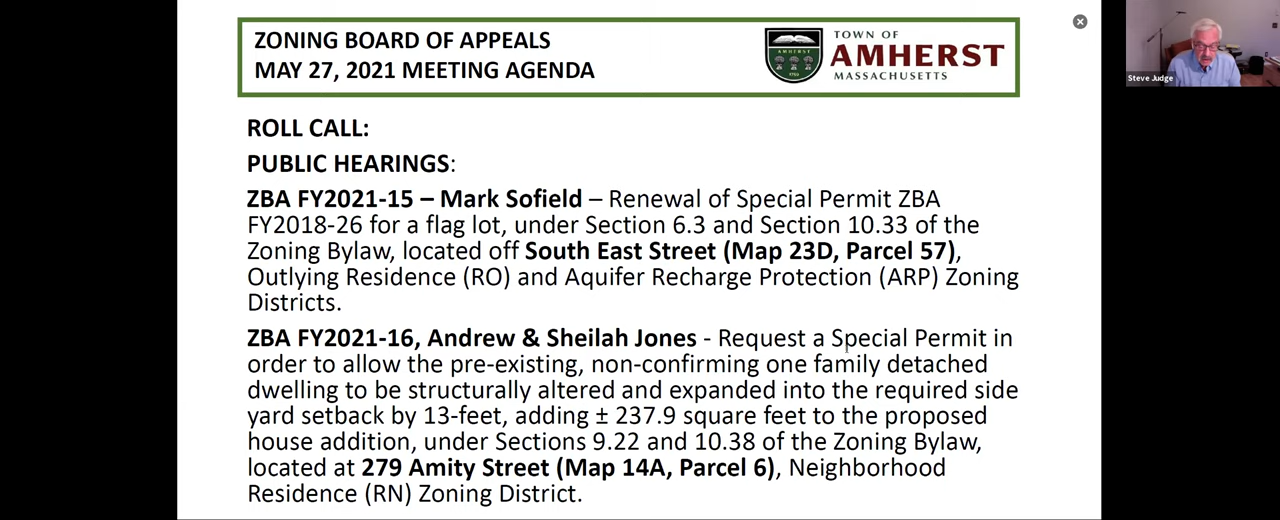 ZONING BOARD OF APPEALS
MAY 27, 2021 MEETING AGENDA
AMHERST
1759
TOWN OF
AMHERST
MASSACHUSETTS
Steve Judge
ROLL CALL:
PUBLIC HEARINGS:
ZBA FY2021-15 – Mark Sofield – Renewal of Special Permit ZBA
FY2018-26 for a flag lot, under Section 6.3 and Section 10.33 of the
Zoning Bylaw, located off South East Street (Map 23D, Parcel 57),
Outlying Residence (RO) and Aquifer Recharge Protection (ARP) Zoning
Districts.
ZBA FY2021-16, Andrew & Sheilah Jones - Request a Special Permit in
order to allow the pre-existing, non-confirming one family detached
dwelling to be structurally altered and expanded into the required side
yard setback by 13-feet, adding ± 237.9 square feet to the proposed
house addition, under Sections 9.22 and 10.38 of the Zoning Bylaw,
located at 279 Amity Street (Map 14A, Parcel 6), Neighborhood
Residence (RN) Zoning District.